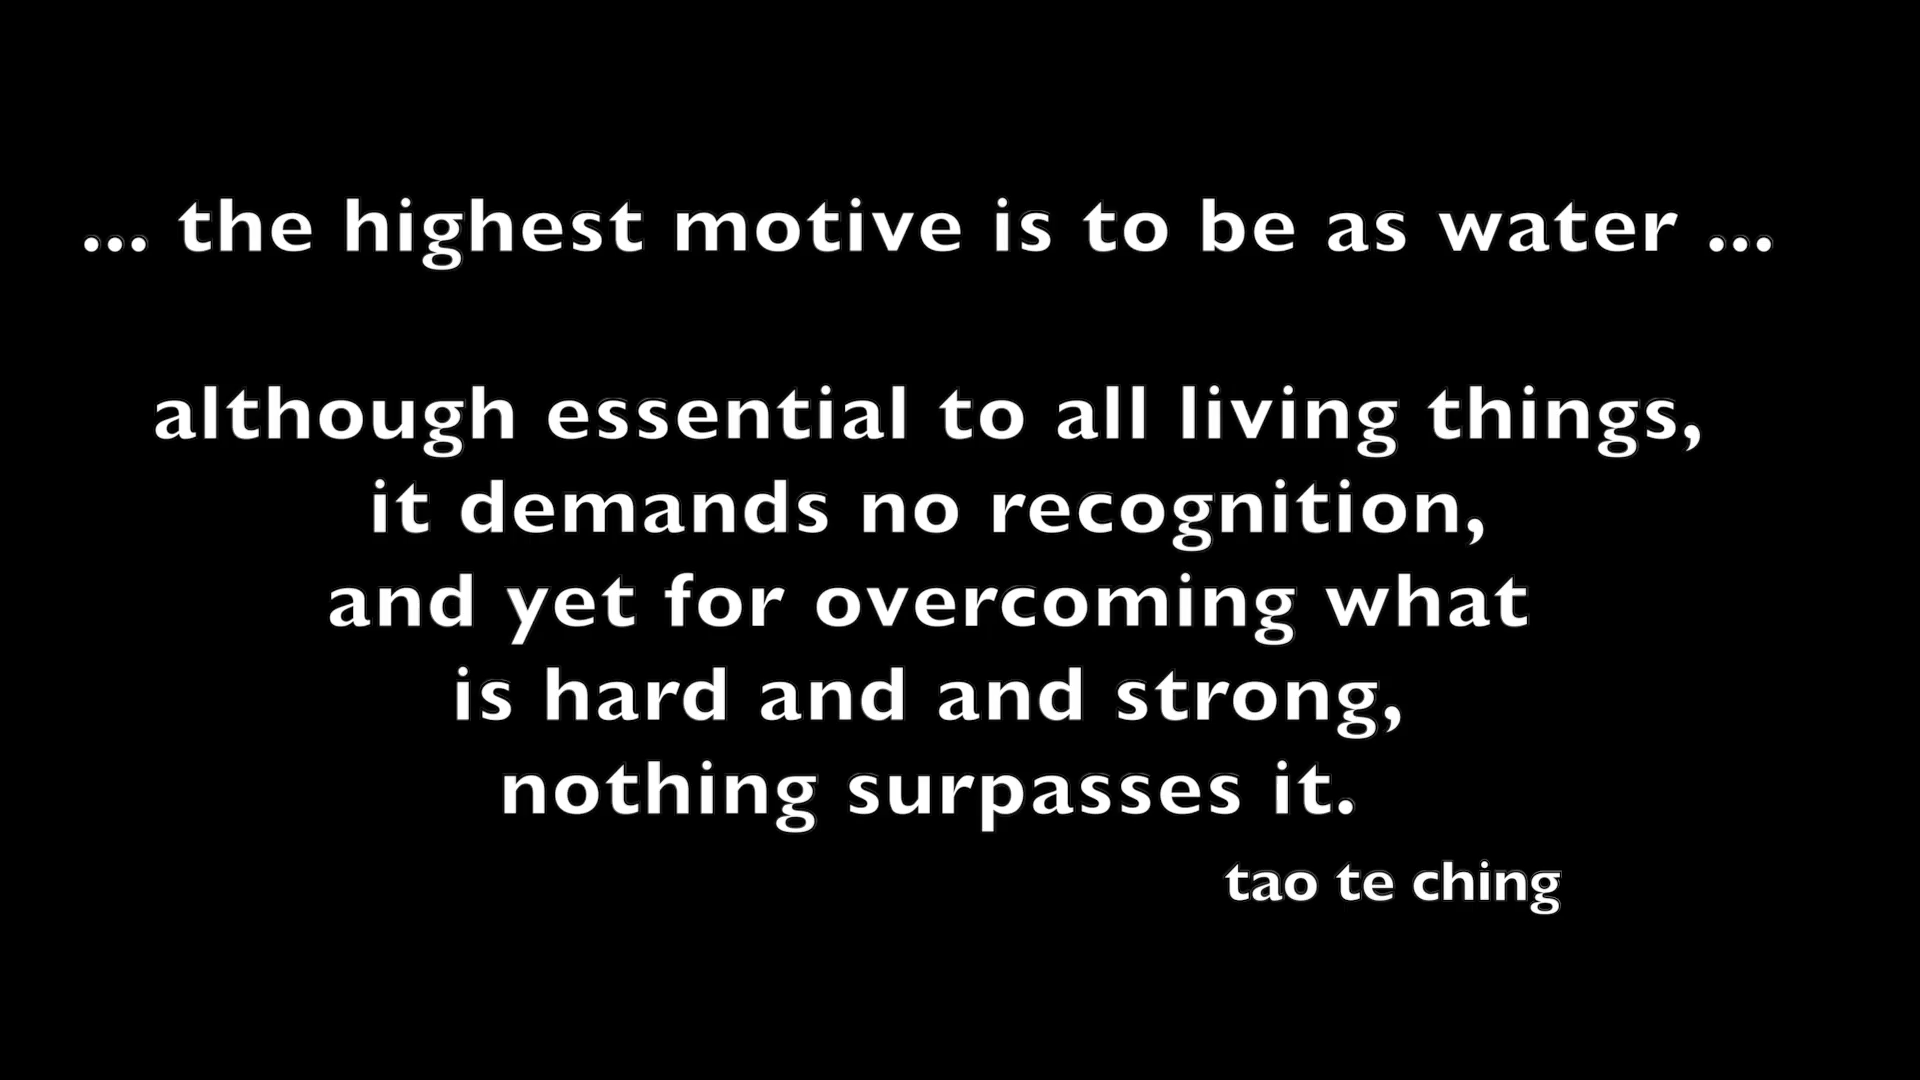 ... the highest motive is to be as water ...
although essential to all living things,
it demands no recognition,
and yet for overcoming what
is hard and and strong,
nothing surpasses it.
tao te ching